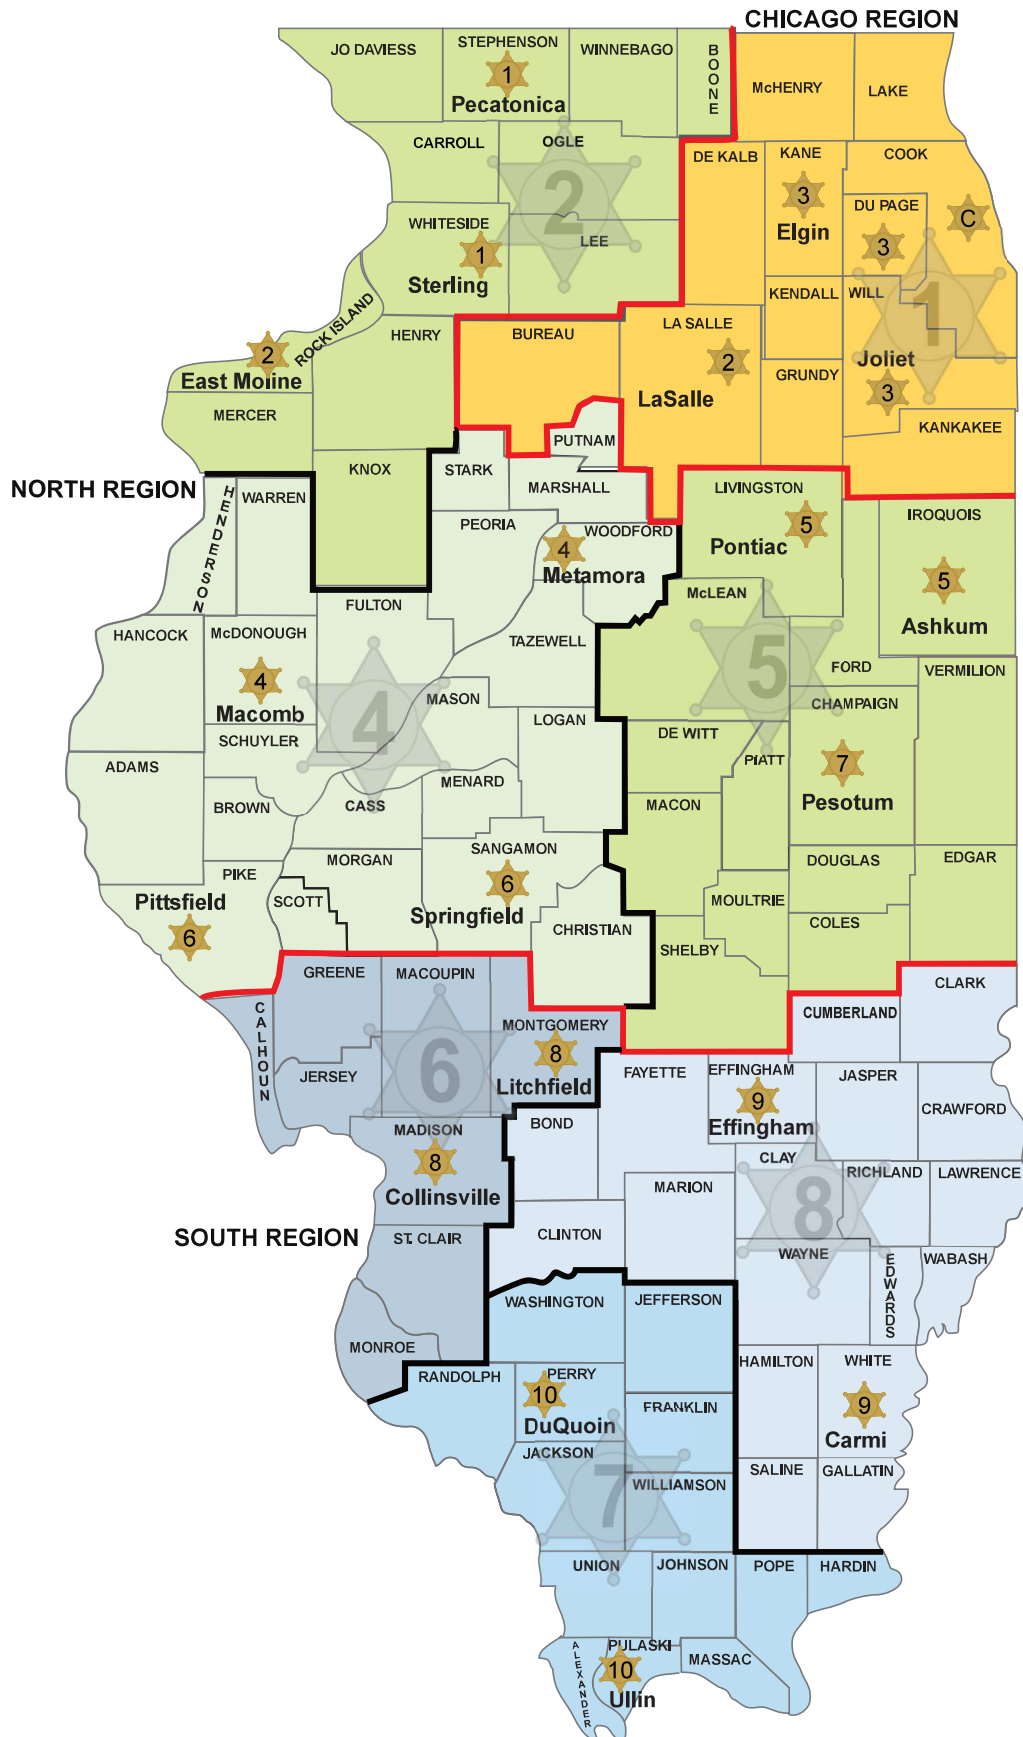 CHICAGO REGION
JO DAVIESS
STEPHENSON
1
Pecatonica
WINNEBAGO
BOONE
McHENRY
LAKE
CARROLL
OGLE
2
DE KALB
KANE
3
Elgin
COOK
C
DU PAGE
3
WHITESIDE
1
Sterling
LEE
KENDALL
WILL
1
ROCK ISLAND
HENRY
BUREAU
LA SALLE
2
LaSalle
GRUNDY
Joliet
3
2
East Moline
MERCER
KANKAKEE
KNOX
STARK
PUTNAM
NORTH REGION
HENDERSON
WARREN
MARSHALL
LIVINGSTON
5
Pontiac
IROQUOIS
5
Ashkum
PEORIA
4
WOODFORD
Metamora
McLEAN
5
FULTON
HANCOCK
McDONOUGH
4
Macomb
TAZEWELL
FORD
VERMILION
4
MASON
LOGAN
CHAMPAIGN
7
Pesotum
DE WITT
PIATT
SCHUYLER
ADAMS
MENARD
BROWN
CASS
MACON
SANGAMON
6
Springfield
MORGAN
DOUGLAS
EDGAR
PIKE
Pittsfield
6
SCOTT
MOULTRIE
CHRISTIAN
COLES
SHELBY
GREENE
MACOUPIN
CLARK
CALHOUN
MONTGOMERY
8
Litchfield
CUMBERLAND
JERSEY
6
FAYETTE
EFFINGHAM
9
Effingham
JASPER
CRAWFORD
MADISON
8
Collinsville
BOND
CLAY
RICHLAND
LAWRENCE
MARION
8
SOUTH REGION
ST. CLAIR
CLINTON
WAYNE
EDWARDS
WABASH
WASHINGTON
JEFFERSON
MONROE
RANDOLPH
PERRY
10
DuQuoin
HAMILTON
WHITE
9
Carmi
FRANKLIN
JACKSON
7
WILLIAMSON
SALINE
GALLATIN
UNION
JOHNSON
POPE
HARDIN
ALEXANDER
PULASKI
10
Ullin
MASSAC